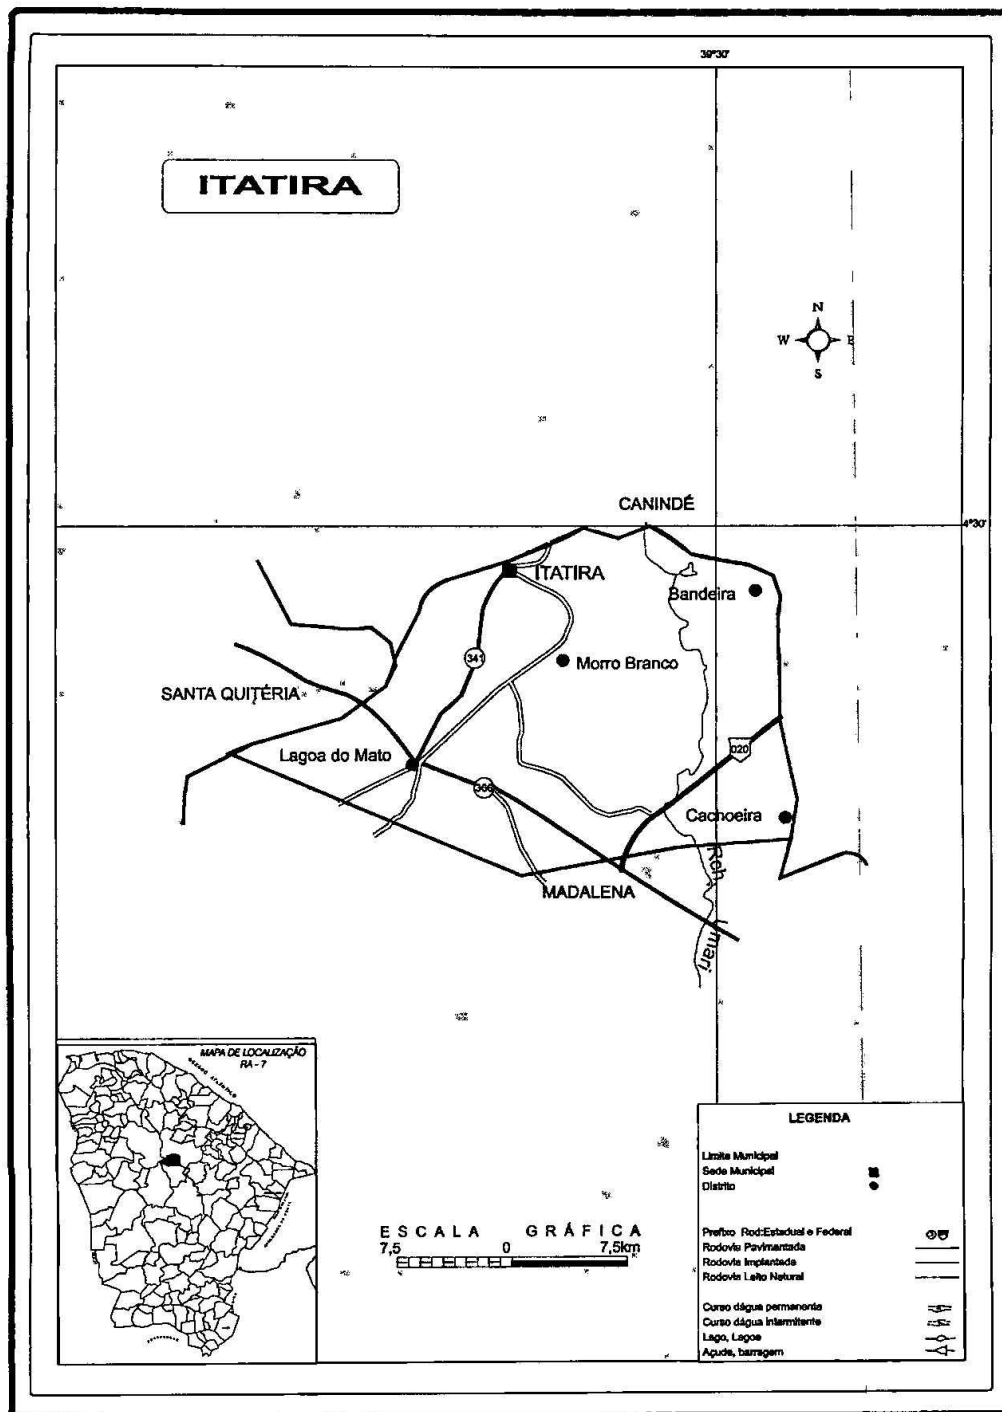 39°30'
ITATIRA
N
W E
S
CANINDÉ
4°30'
ITATIRA
Bandeira
341
Morro Branco
SANTA QUITÉRIA
020
Lagoa do Mato
366
Cachoeira
Rch
MADALENA
Umari
MAPA DE LOCALIZAÇÃO
RA - 7
LEGENDA
Limite Municipal
Sede Municipal
Distrito
ESCALA GRÁFICA
7,5 0 7,5km
Prefixo Rod:Estadual e Federal
Rodovia Pavimentada
Rodovia Implantada
Rodovia Leito Natural
Curso dágua permanente
Curso dágua intermitente
Lago, Lagoa
Açude, barragem